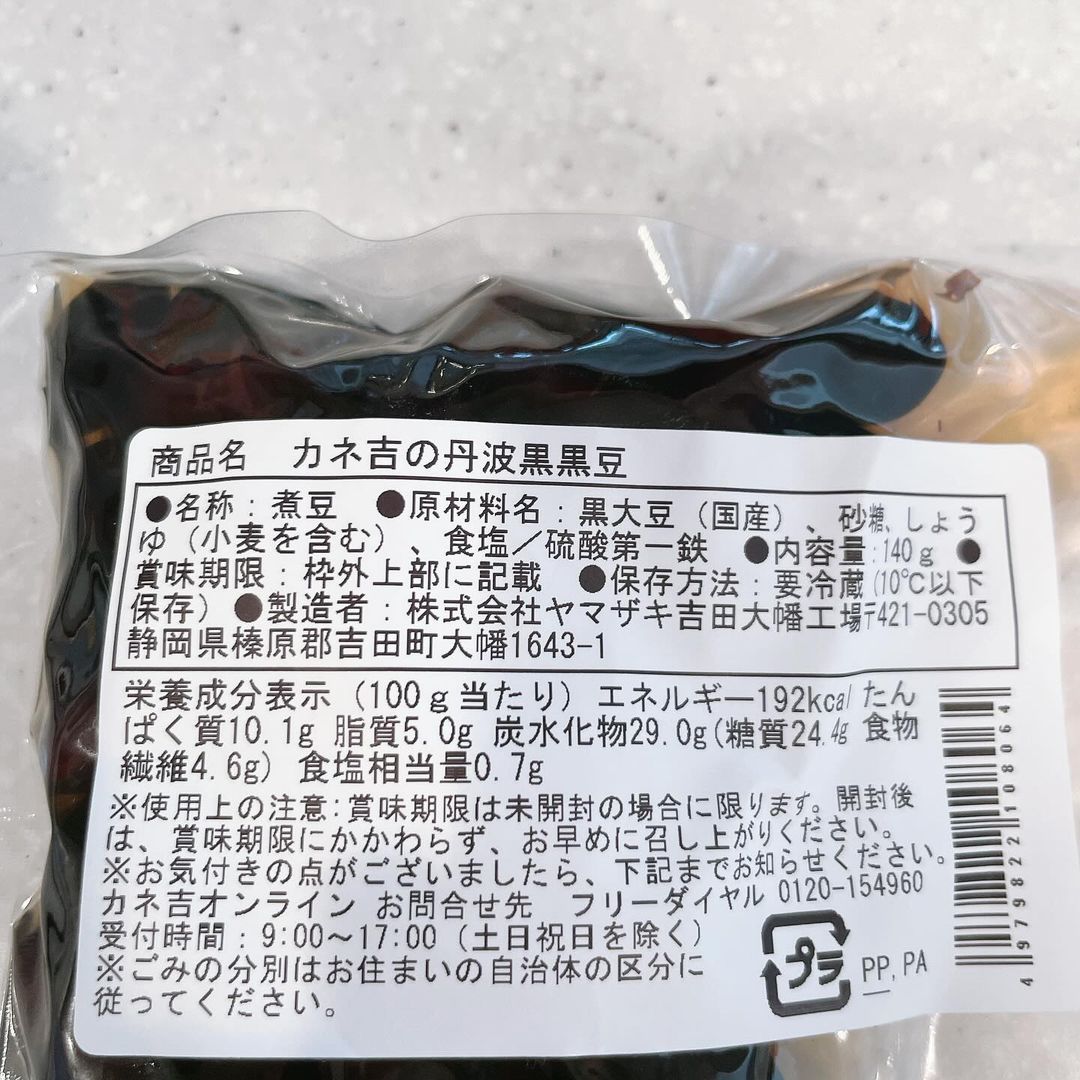 商品名 カネ吉の丹波黒黒豆
●名称：煮豆 ●原材料名：黒大豆（国産）、砂糖、しょう
ゆ（小麦を含む）、食塩／硫酸第一鉄 ●内容量：140g ●
賞味期限：枠外上部に記載 ●保存方法：要冷蔵(10℃以下
保存) ●製造者：株式会社ヤマザキ吉田大幡工場〒421-0305
静岡県榛原郡吉田町大幡1643-1
栄養成分表示（100g当たり）エネルギー192kcal たん
ぱく質10.1g 脂質5.0g 炭水化物29.0g(糖質24.4g 食物
繊維4.6g) 食塩相当量0.7g
※使用上の注意：賞味期限は未開封の場合に限ります。開封後
は、賞味期限にかかわらず、お早めに召し上がりください。
※お気付きの点がございましたら、下記までお知らせください。
カネ吉オンライン お問合せ先 フリーダイヤル 0120-154960
受付時間：9:00～17:00（土日祝日を除く）
※ごみの分別はお住まいの自治体の区分に
従ってください。
プラ
PP, PA
4979822108064